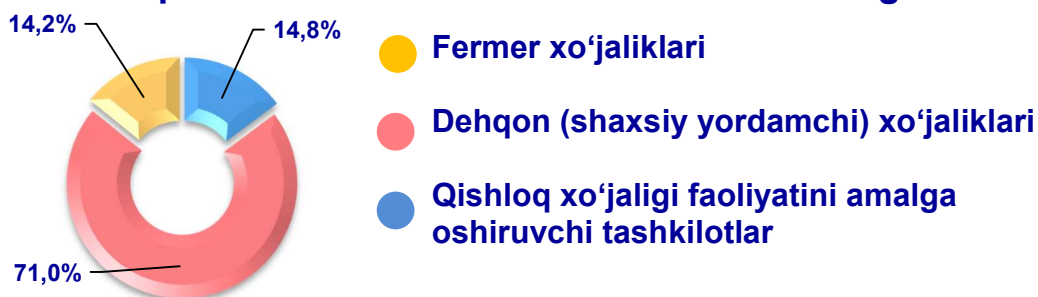 14,2%
14,8%
Fermer xo‘jaliklari
Dehqon (shaxsiy yordamchi) xo‘jaliklari
Qishloq xo‘jaligi faoliyatini amalga
oshiruvchi tashkilotlar
71,0%